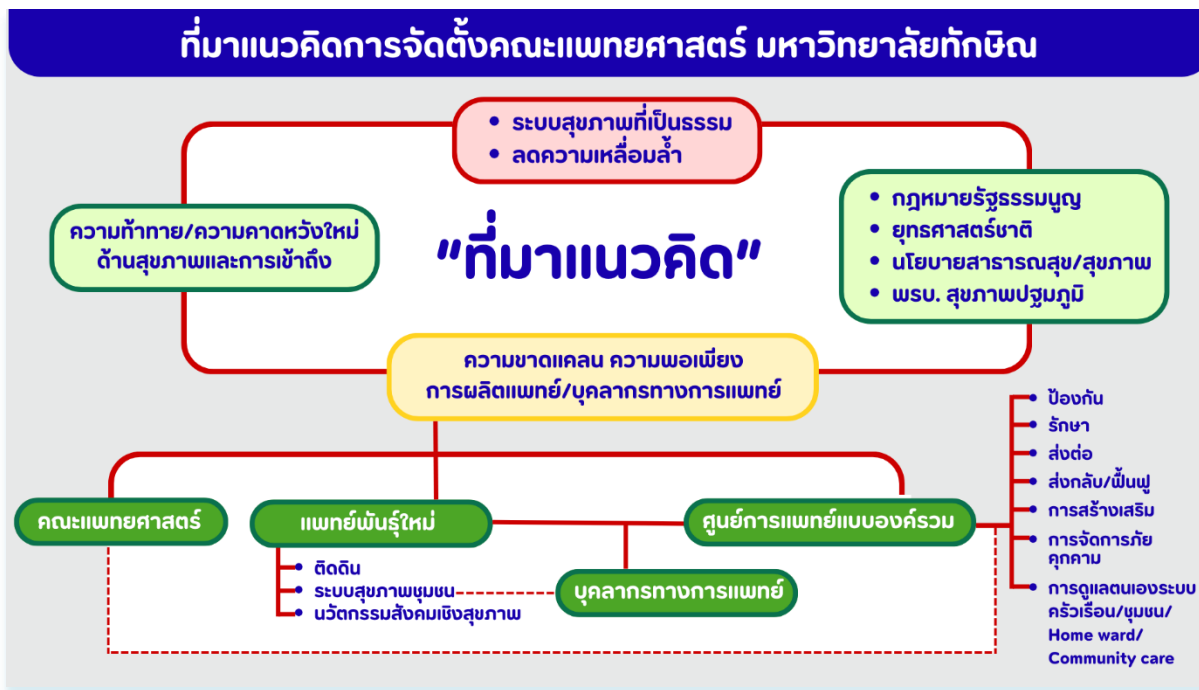 ที่มาแนวคิดการจัดตั้งคณะแพทยศาสตร์ มหาวิทยาลัยทักษิณ
• ระบบสุขภาพที่เป็นธรรม
• ลดความเหลื่อมล้ำ
ความท้าทาย/ความคาดหวังใหม่
ด้านสุขภาพและการเข้าถึง
"ที่มาแนวคิด"
• กฎหมายรัฐธรรมนูญ
• ยุทธศาสตร์ชาติ
• นโยบายสาธารณสุข/สุขภาพ
• พรบ. สุขภาพปฐมภูมิ
ความขาดแคลน ความพอเพียง
การผลิตแพทย์/บุคลากรทางการแพทย์
คณะแพทยศาสตร์
แพทย์พันธุ์ใหม่
• ติดดิน
• ระบบสุขภาพชุมชน
• นวัตกรรมสังคมเชิงสุขภาพ
บุคลากรทางการแพทย์
ศูนย์การแพทย์แบบองค์รวม
• ป้องกัน
• รักษา
• ส่งต่อ
• ส่งกลับ/ฟื้นฟู
• การสร้างเสริม
• การจัดการภัย
คุกคาม
• การดูแลตนเองระบบ
ครัวเรือน/ชุมชน/
Home ward/
Community care